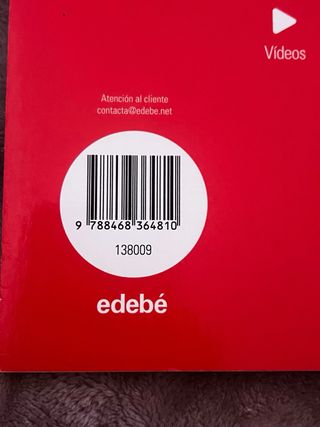 Vídeos
Atención al cliente
contacta@edebe.net
9 788468 364810
138009
edebé